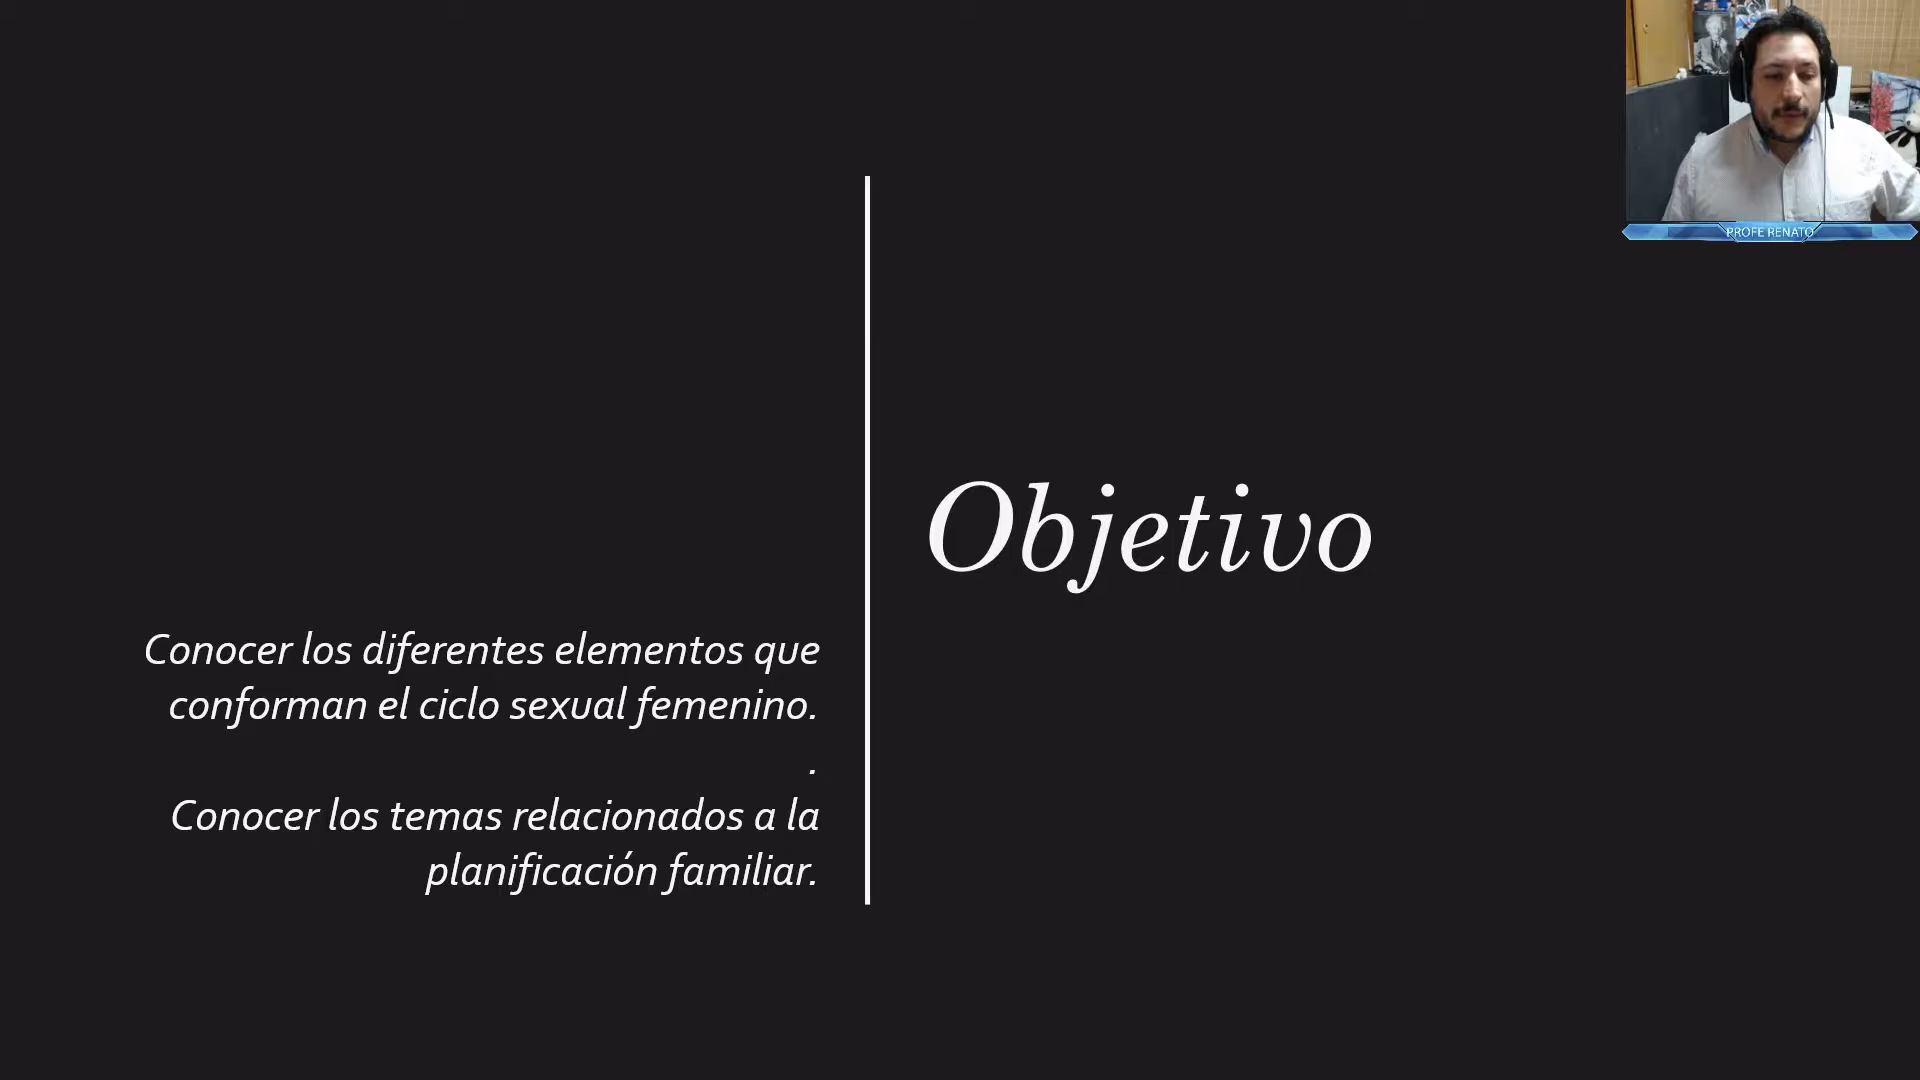 PROFE RENATO
Objetivo
Conocer los diferentes elementos que
conforman el ciclo sexual femenino.
.
Conocer los temas relacionados a la
planificación familiar.